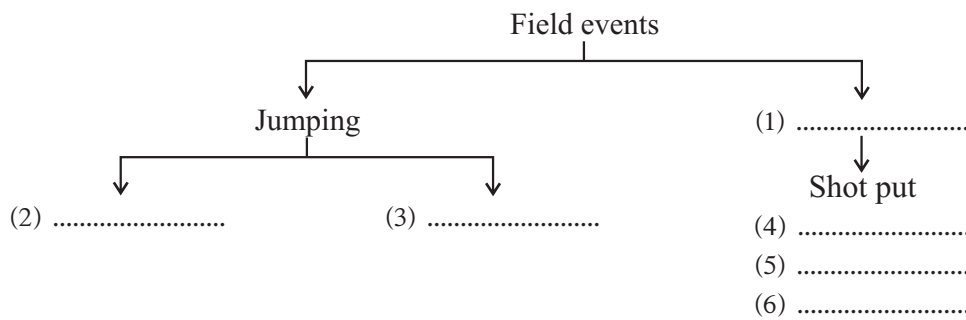 Field events
Jumping
(1) ............................
Shot put
(2) ............................
(3) ............................
(4) ............................
(5) ............................
(6) ............................